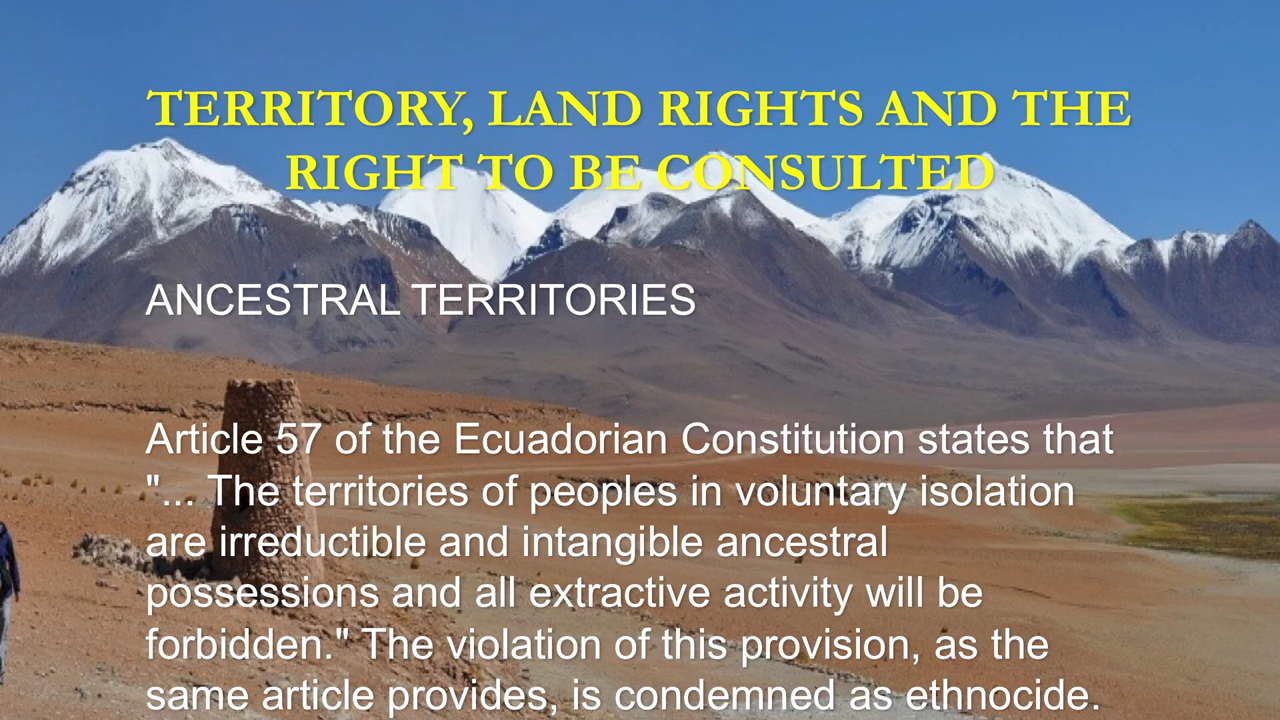 TERRITORY, LAND RIGHTS AND THE
RIGHT TO BE CONSULTED
ANCESTRAL TERRITORIES
Article 57 of the Ecuadorian Constitution states that
"... The territories of peoples in voluntary isolation
are irreductible and intangible ancestral
possessions and all extractive activity will be
forbidden." The violation of this provision, as the
same article provides, is condemned as ethnocide.